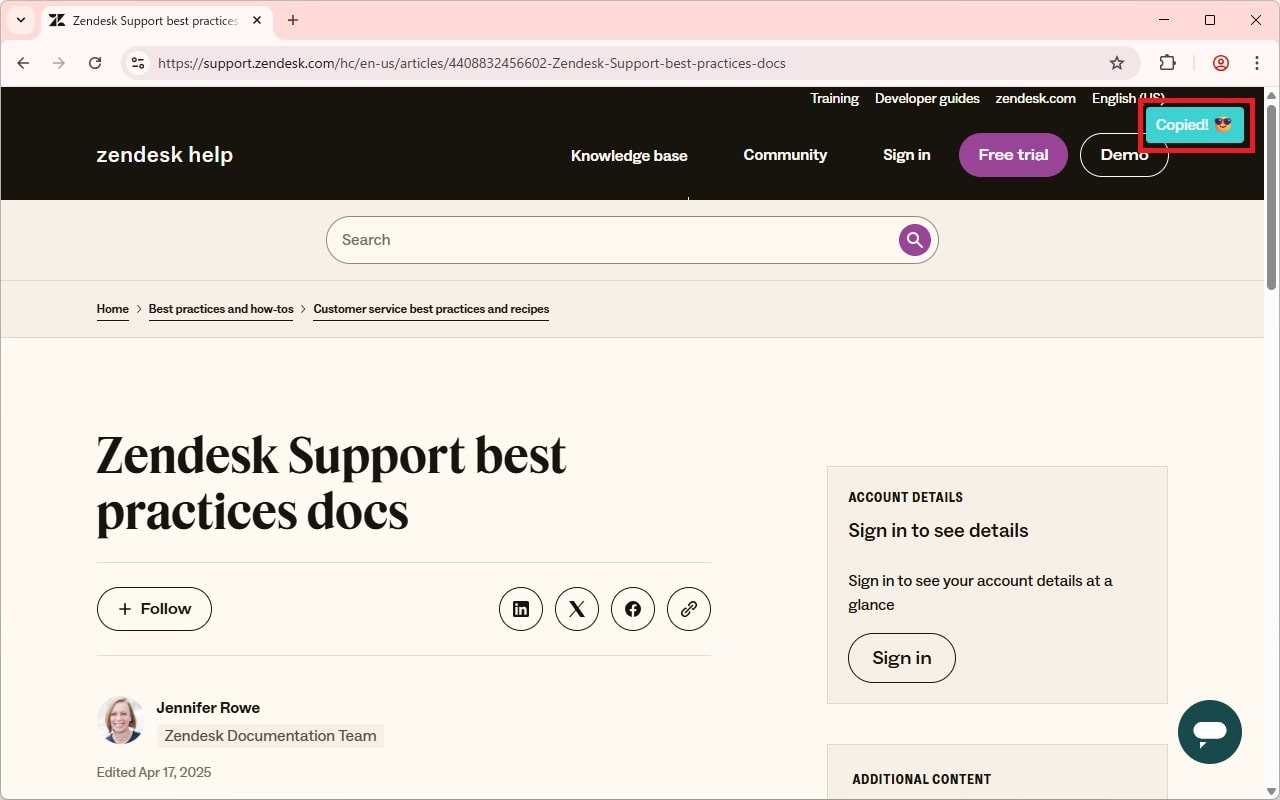 Zendesk Support best practices
https://support.zendesk.com/hc/en-us/articles/4408832456602-Zendesk-Support-best-practices-docs
Training Developer guides zendesk.com English (US)
Copied! 😎
zendesk help
Knowledge base Community Sign in Free trial Demo
Search
Home > Best practices and how-tos > Customer service best practices and recipes
Zendesk Support best
practices docs
+ Follow
Jennifer Rowe
Zendesk Documentation Team
Edited Apr 17, 2025
ACCOUNT DETAILS
Sign in to see details
Sign in to see your account details at a
glance
Sign in
ADDITIONAL CONTENT